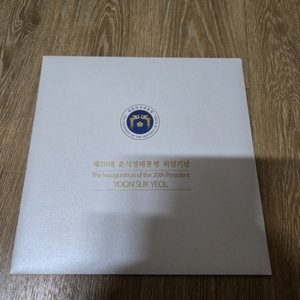 제20대 윤석열대통령 취임기념
The Inauguration of the 20th President
YOON SUK YEOL